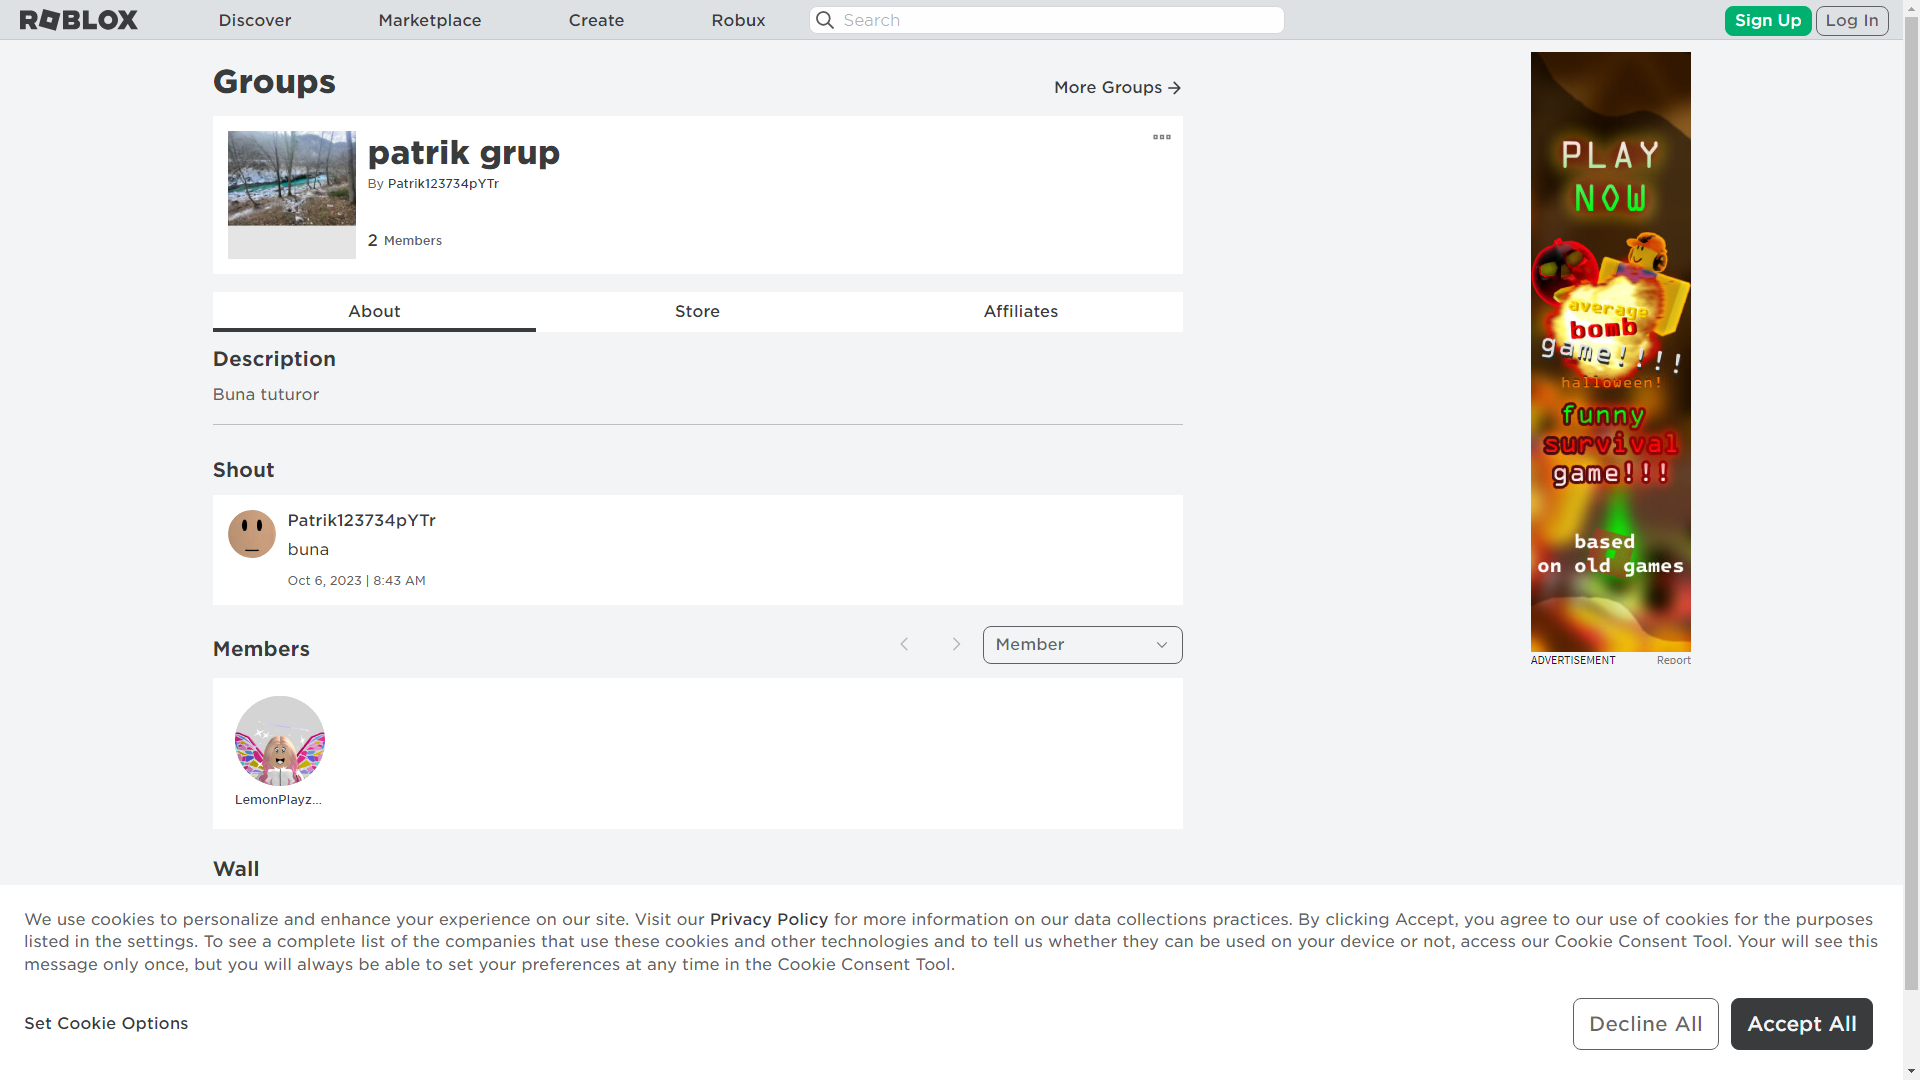 ROBLOX
Discover
Marketplace
Create
Robux
Search
Sign Up
Log In
Groups
More Groups
patrik grup
By Patrik123734pYTr
2 Members
About
Store
Affiliates
Description
Buna tuturor
Shout
Patrik123734pYTr
buna
Oct 6, 2023 | 8:43 AM
Members
Member
LemonPlayz...
Wall
PLAY
NOW
average
bomb
game!!!!
halloween!
funny
survival
game!!!
based
on old games
ADVERTISEMENT
Report
We use cookies to personalize and enhance your experience on our site. Visit our Privacy Policy for more information on our data collections practices. By clicking Accept, you agree to our use of cookies for the purposes
listed in the settings. To see a complete list of the companies that use these cookies and other technologies and to tell us whether they can be used on your device or not, access our Cookie Consent Tool. Your will see this
message only once, but you will always be able to set your preferences at any time in the Cookie Consent Tool.
Set Cookie Options
Decline All
Accept All